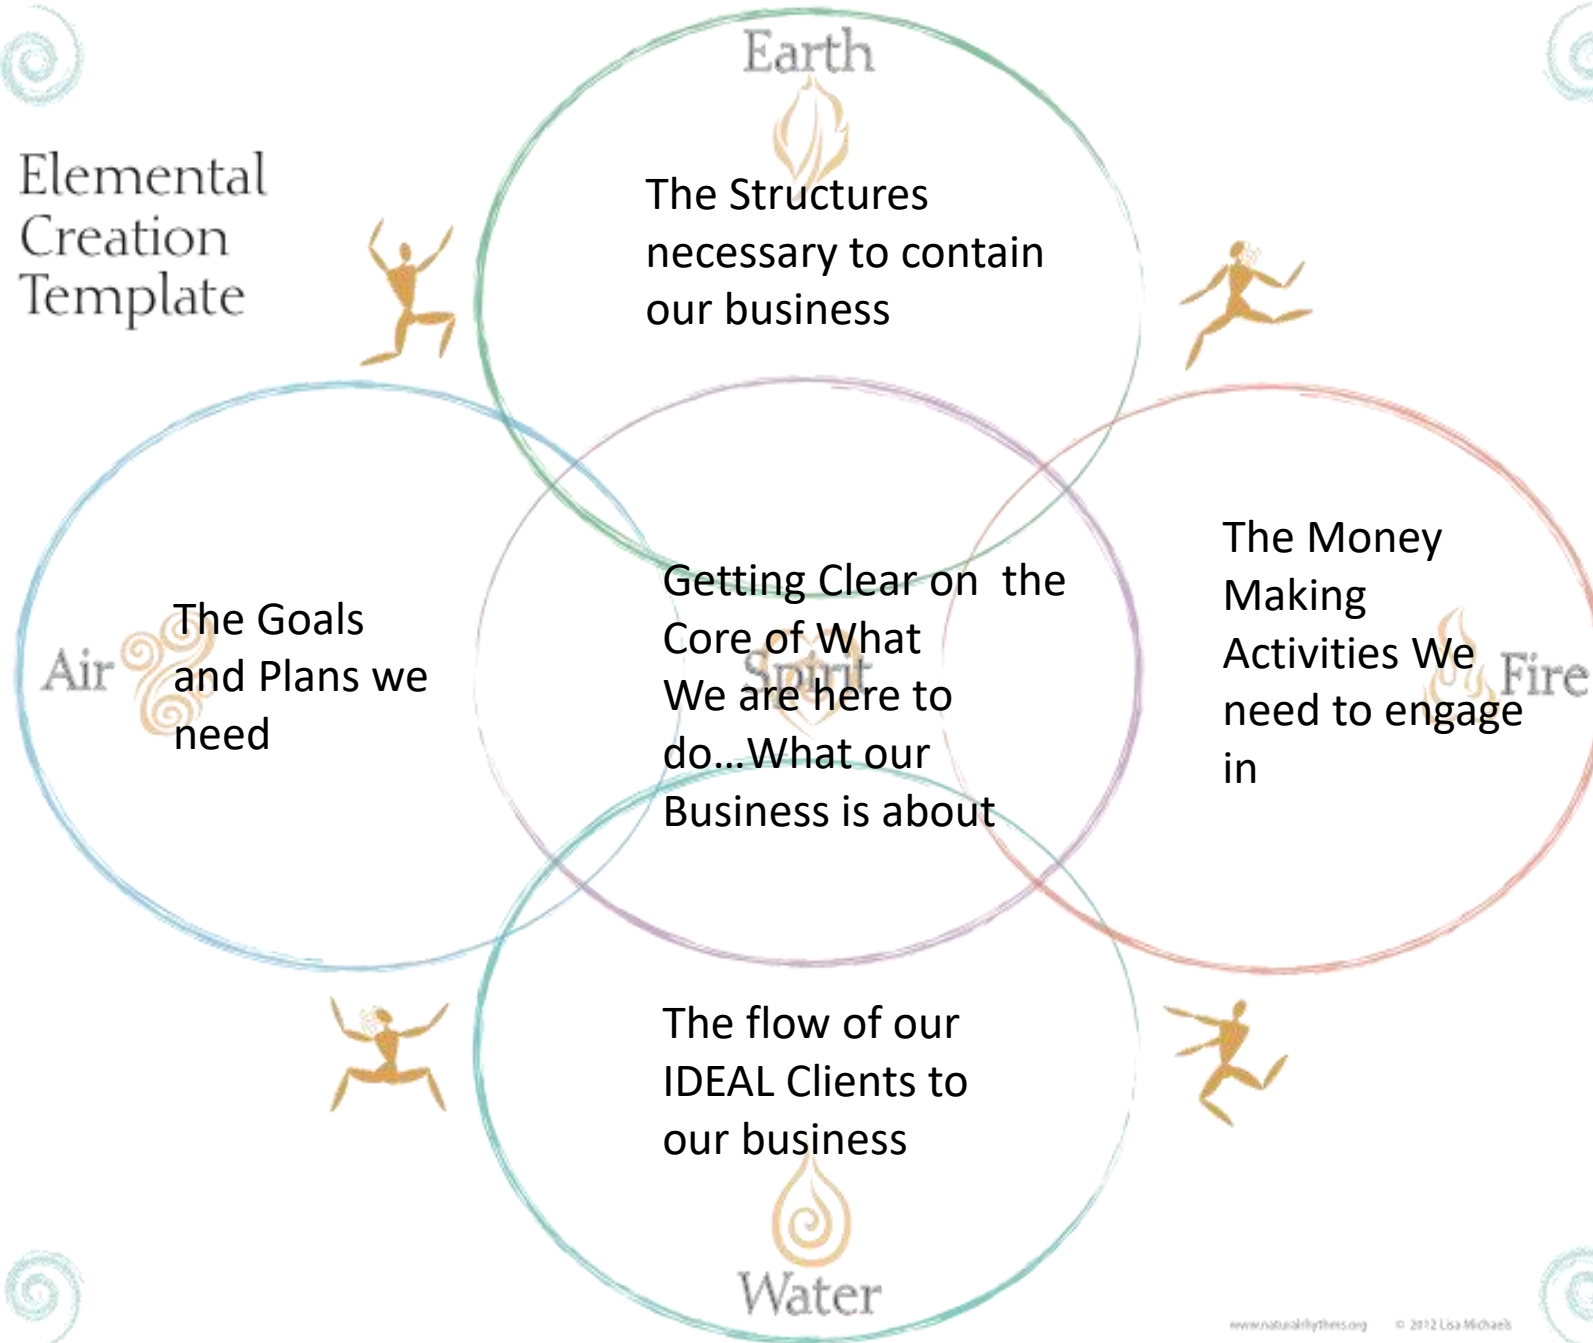 Earth
Elemental
Creation
Template
The Structures
necessary to contain
our business
Air
The Goals
and Plans we
need
Spirit
Getting Clear on  the
Core of What
We are here to
do...What our
Business is about
The Money
Making
Activities We
need to engage
in
Fire
The flow of our
IDEAL Clients to
our business
Water
www.naturalrhythms.org © 2012 Lisa Michaels